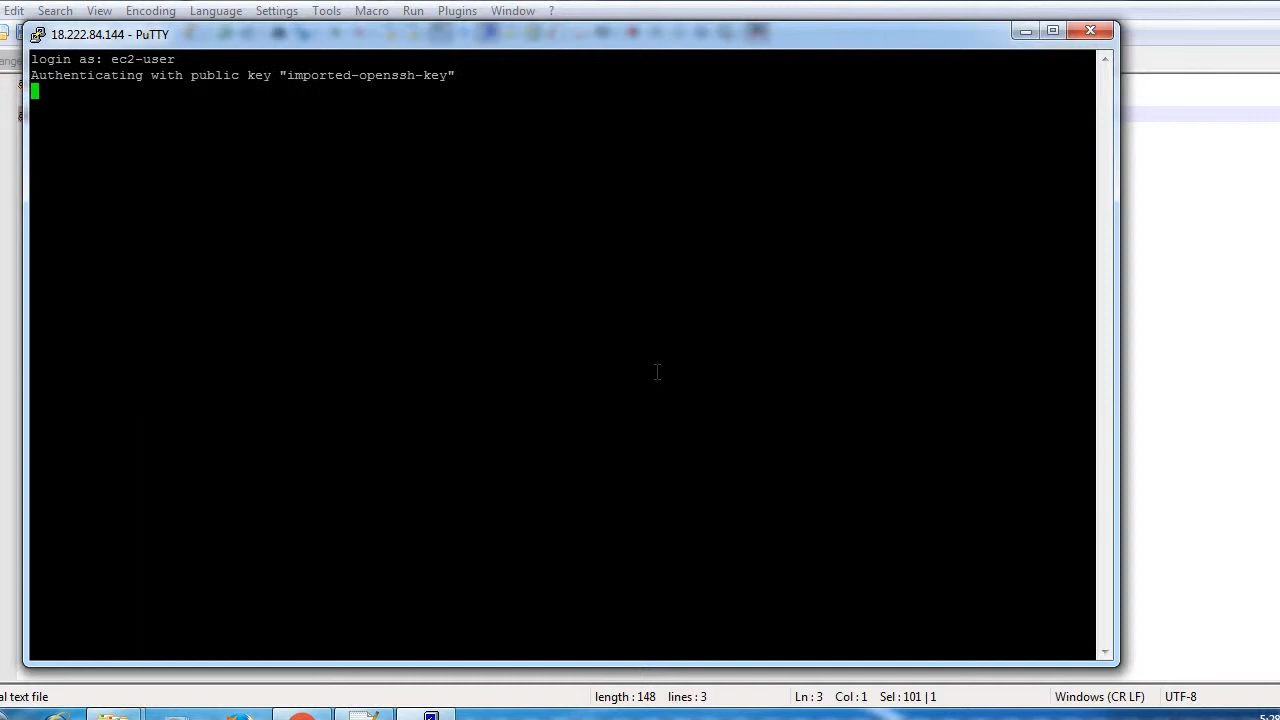 Edit Search View Encoding Language Settings Tools Macro Run Plugins Window ?
18.222.84.144 - PuTTY
login as: ec2-user
Authenticating with public key "imported-openssh-key"
al text file length : 148 lines : 3 Ln : 3 Col : 1 Sel : 101 | 1 Windows (CR LF) UTF-8